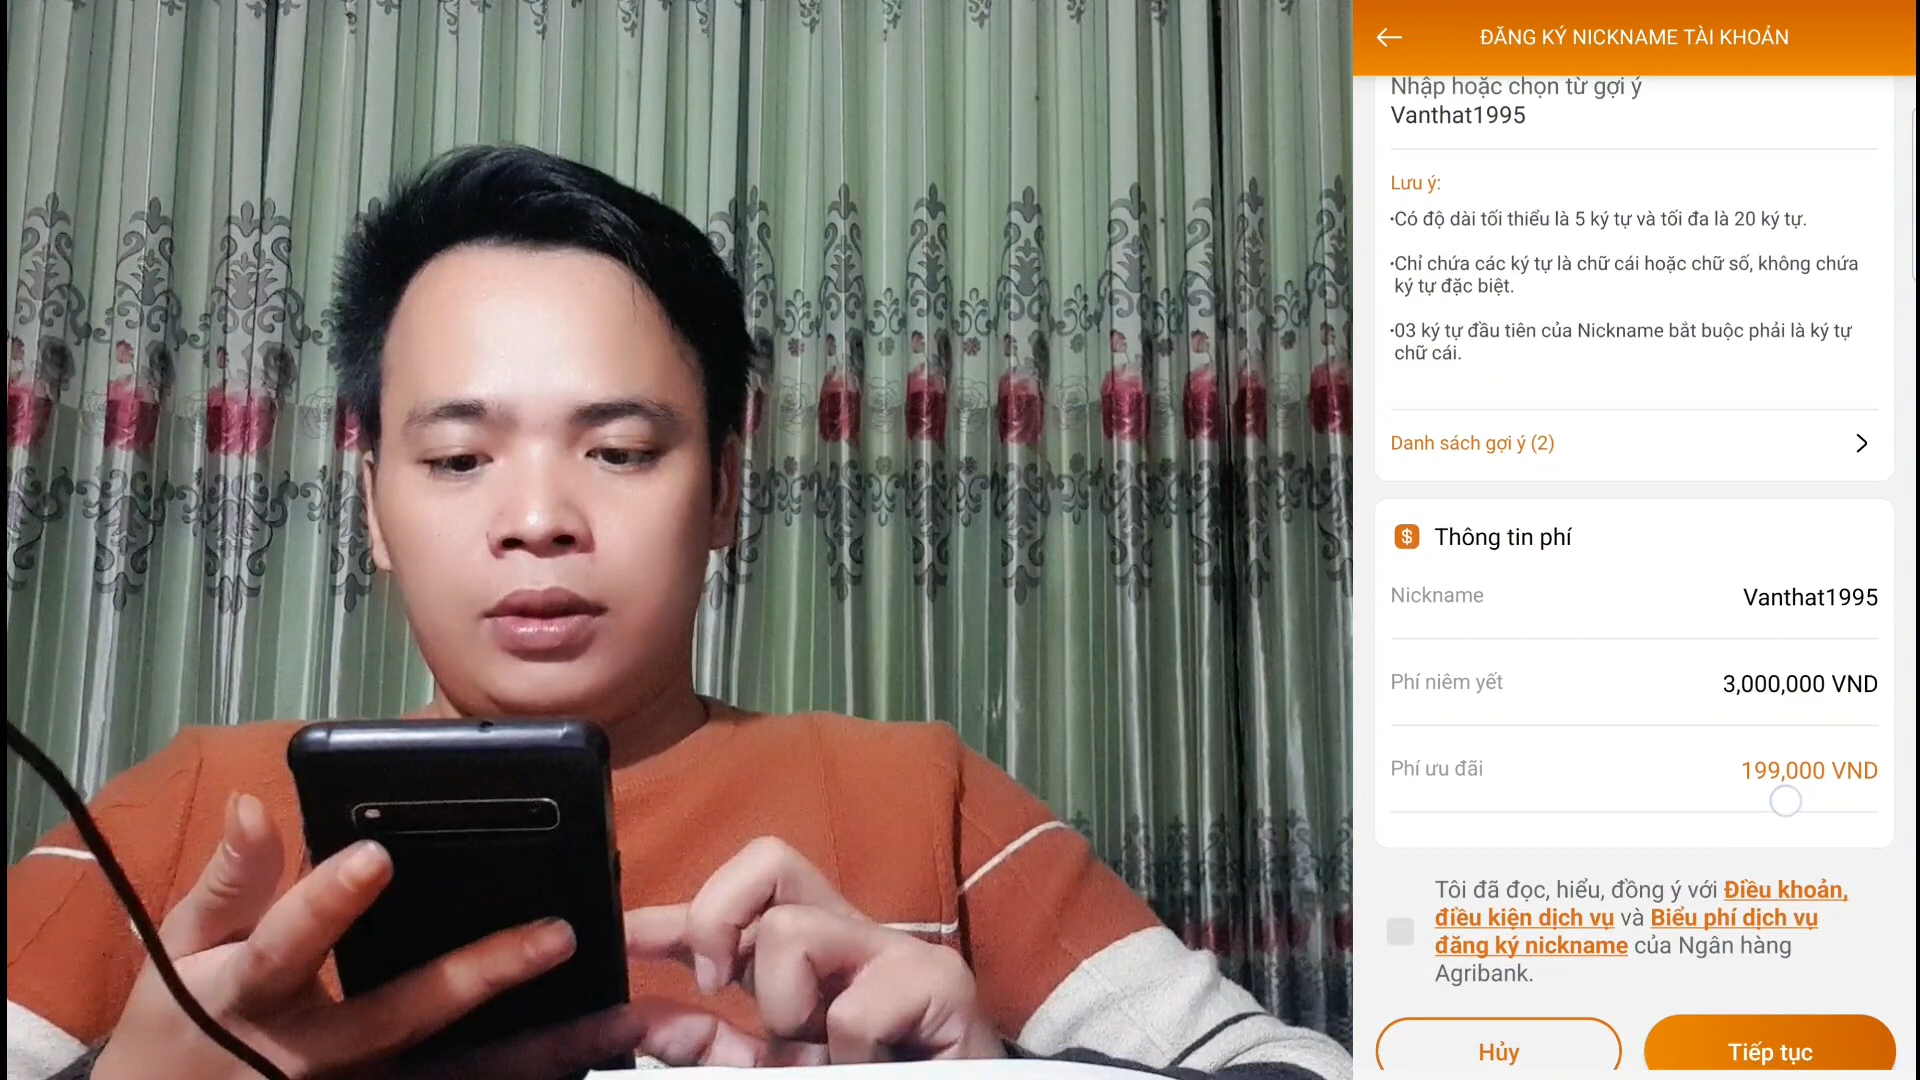 ĐĂNG KÝ NICKNAME TÀI KHOẢN
Nhập hoặc chọn từ gợi ý
Vanthat1995
Lưu ý:
·Có độ dài tối thiểu là 5 ký tự và tối đa là 20 ký tự.
·Chỉ chứa các ký tự là chữ cái hoặc chữ số, không chứa
ký tự đặc biệt.
·03 ký tự đầu tiên của Nickname bắt buộc phải là ký tự
chữ cái.
Danh sách gợi ý (2)
$ Thông tin phí
Nickname Vanthat1995
Phí niêm yết 3,000,000 VND
Phí ưu đãi 199,000 VND
Tôi đã đọc, hiểu, đồng ý với Điều khoản,
điều kiện dịch vụ và Biểu phí dịch vụ
đăng ký nickname của Ngân hàng
Agribank.
Hủy Tiếp tục